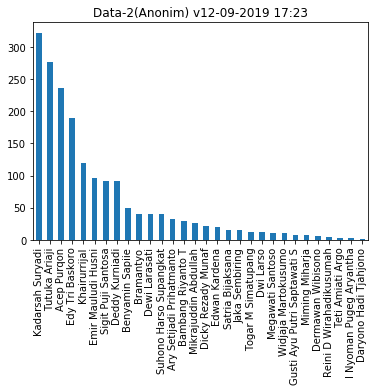 Data-2(Anonim) v12-09-2019 17:23
300
250
200
150
100
50
0
Kadarsah Suryadi
Tutuka Ariaji
Acep Purqon
Edy Tri Baskoro
Khairurrijal
Emir Mauludi Husni
Sigit Puji Santosa
Deddy Kurniadi
Benyamin Sapiie
Bramantyo
Dewi Larasati
Suhono Harso Supangkat
Ary Setijadi Prihatmanto
Bambang Riyanto T
Mikrajuddin Abdullah
Dicky Rezady Munaf
Edwan Kardena
Satria Bijaksana
Jaka Sembiring
Togar M Simatupang
Dwi Larso
Megawati Santoso
Widjaja Martokusumo
Gusti Ayu Putri Saptawati S
Miming Miharja
Dermawan Wibisono
Reini D Wirahadikusumah
Teti Armiati Argo
I Nyoman Pugeg Aryantha
Daryono Hadi Tjahjono